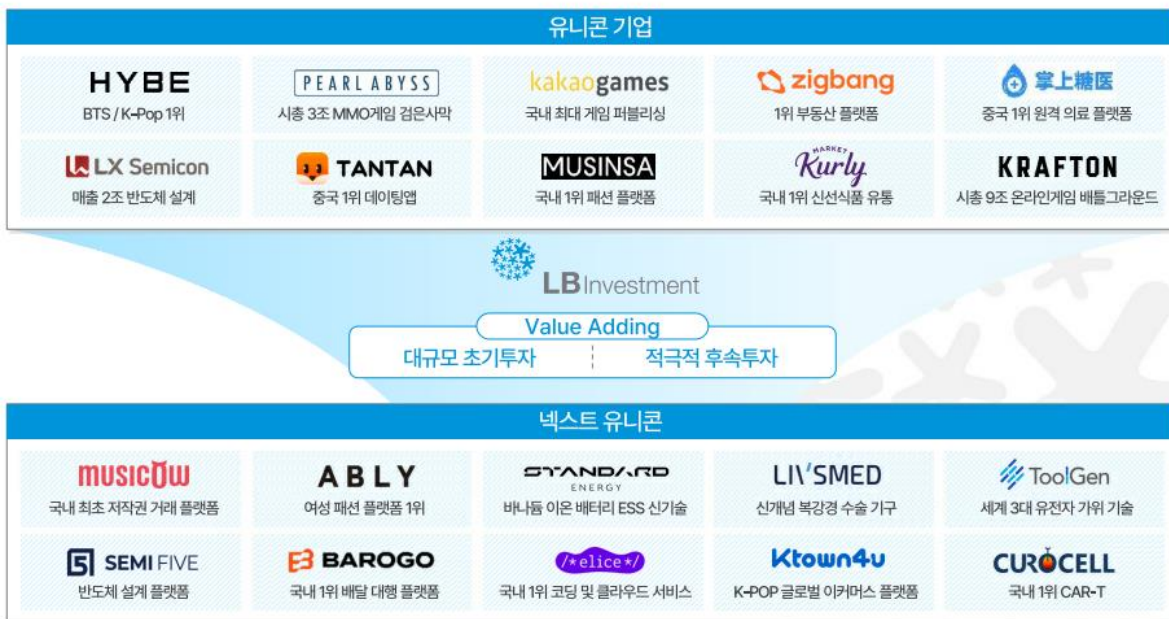 유니콘 기업
HYBE
BTS / K-Pop 1위
PEARL ABYSS
시총 3조 MMO게임 검은사막
kakaogames
국내 최대 게임 퍼블리싱
zigbang
1위 부동산 플랫폼
掌上糖医
중국 1위 원격 의료 플랫폼
LX Semicon
매출 2조 반도체 설계
TANTAN
중국 1위 데이팅앱
MUSINSA
국내 1위 패션 플랫폼
MARKET
Kurly
국내 1위 신선식품 유통
KRAFTON
시총 9조 온라인게임 배틀그라운드
LB Investment
Value Adding
대규모 초기투자
적극적 후속투자
넥스트 유니콘
MUSICOW
국내 최초 저작권 거래 플랫폼
ABLY
여성 패션 플랫폼 1위
STANDARD
ENERGY
바나듐 이온 배터리 ESS 신기술
LIV'SMED
신개념 복강경 수술 기구
ToolGen
세계 3대 유전자 가위 기술
SEMIFIVE
반도체 설계 플랫폼
BAROGO
국내 1위 배달 대행 플랫폼
/*elice*/
국내 1위 코딩 및 클라우드 서비스
Ktown4u
K-POP 글로벌 이커머스 플랫폼
CUROCELL
국내 1위 CAR-T